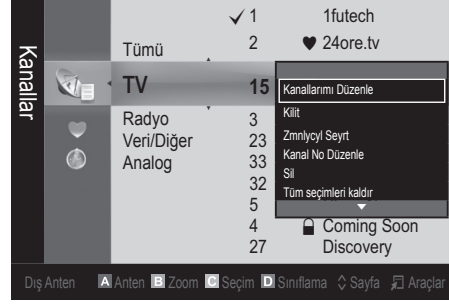 Kanallar
✓ 1 1futech
Tümü 2 ♥ 24ore.tv
TV 15
Radyo 3
Veri/Diğer 23
Analog 33
32
5
4 Coming Soon
27 Discovery
Kanallarımı Düzenle
Kilit
Zmnlycyl Seyrt
Kanal No Düzenle
Sil
Tüm seçimleri kaldır
Dış Anten A Anten B Zoom C Seçim D Sınıflama Sayfa Araçlar